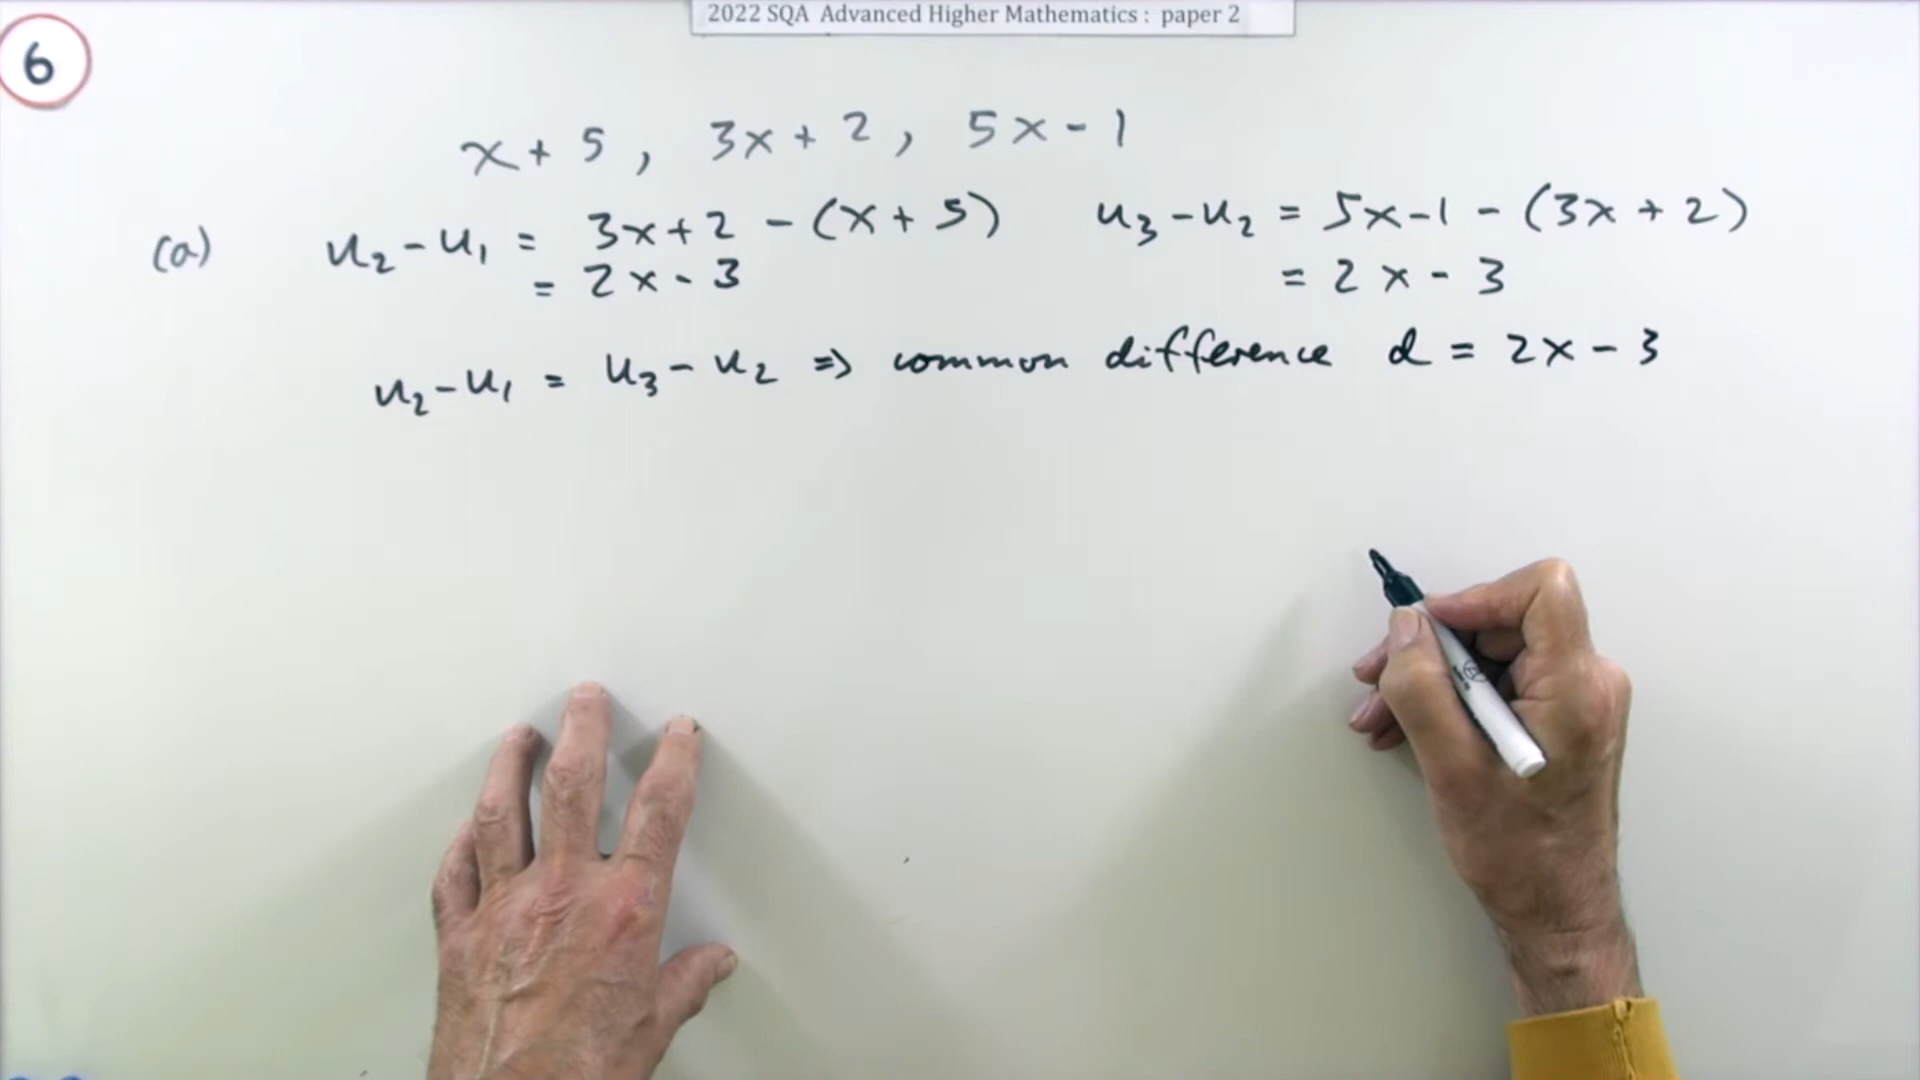 2022 SQA Advanced Higher Mathematics : paper 2
6
x + 5 , 3x + 2 , 5x - 1
(a) u₂ - u₁ = 3x + 2 - (x + 5) u₃ - u₂ = 5x - 1 - (3x + 2)
= 2x - 3 = 2x - 3
u₂ - u₁ = u₃ - u₂ ⇒ common difference d = 2x - 3